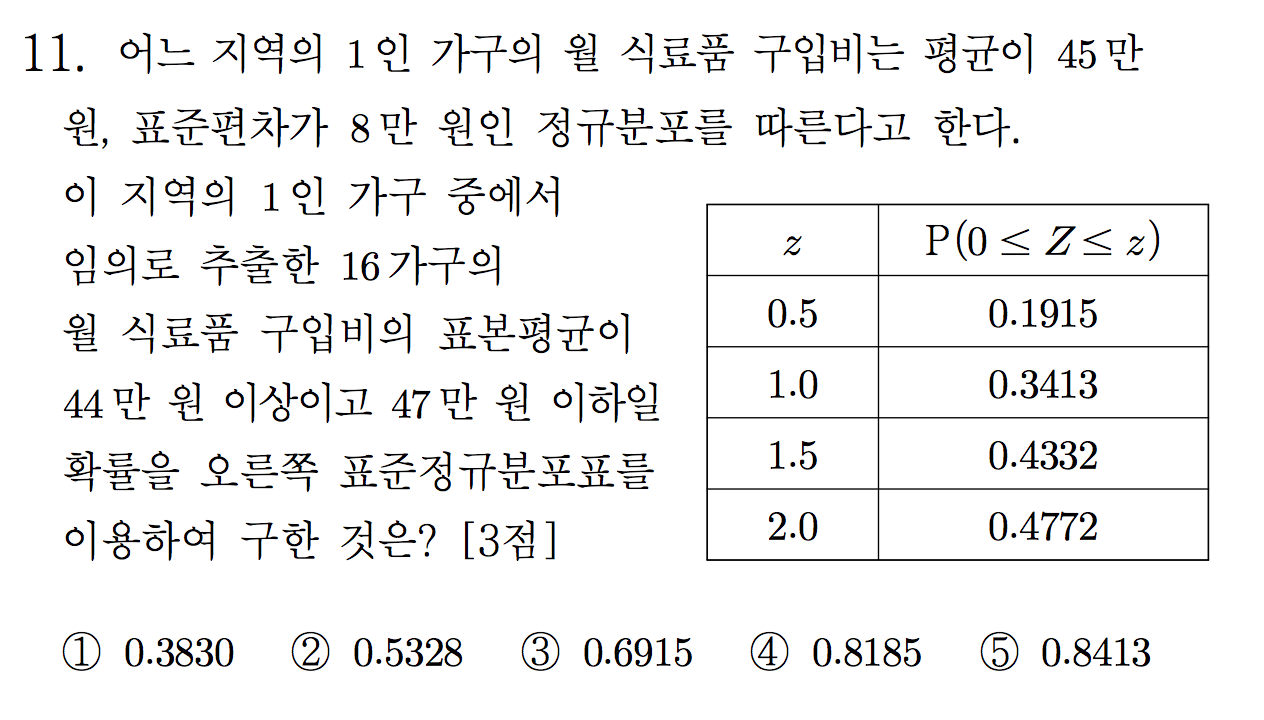 11. 어느 지역의 1인 가구의 월 식료품 구입비는 평균이 45만
원, 표준편차가 8만 원인 정규분포를 따른다고 한다.
이 지역의 1인 가구 중에서
임의로 추출한 16가구의
월 식료품 구입비의 표본평균이
44만 원 이상이고 47만 원 이하일
확률을 오른쪽 표준정규분포표를
이용하여 구한 것은? [3점]
z P(0≤Z≤z)
0.5 0.1915
1.0 0.3413
1.5 0.4332
2.0 0.4772
① 0.3830 ② 0.5328 ③ 0.6915 ④ 0.8185 ⑤ 0.8413